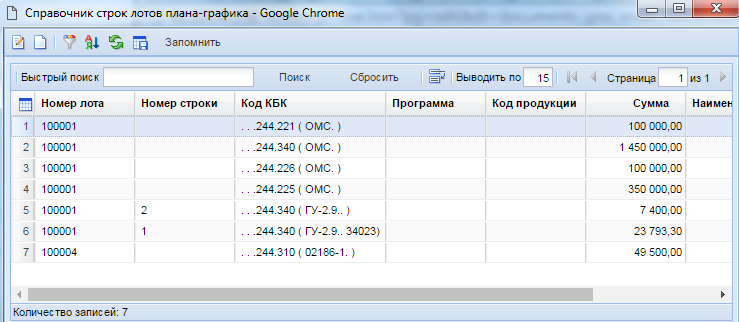 Справочник строк лотов плана-графика - Google Chrome
Запомнить
Быстрый поиск Поиск Сбросить Выводить по 15 Страница 1 из 1
Номер лота Номер строки Код КБК Программа Код продукции Сумма Наимен
1 100001 . . .244.221 ( ОМС. ) 100 000,00
2 100001 . . .244.340 ( ОМС. ) 1 450 000,00
3 100001 . . .244.226 ( ОМС. ) 100 000,00
4 100001 . . .244.225 ( ОМС. ) 350 000,00
5 100001 2 . . .244.340 ( ГУ-2.9.. ) 7 400,00
6 100001 1 . . .244.340 ( ГУ-2.9.. 34023) 23 793,30
7 100004 . . .244.310 ( 02186-1. ) 49 500,00
Количество записей: 7